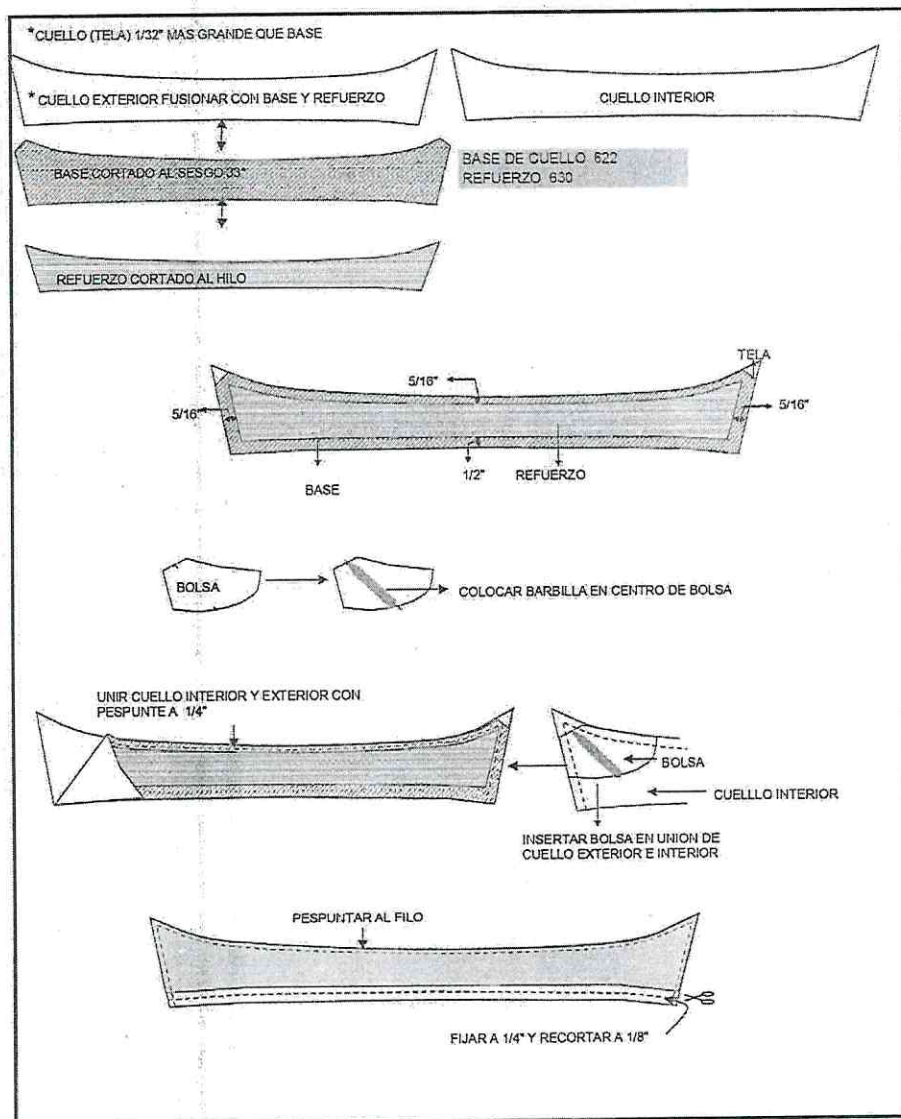 *CUELLO (TELA) 1/32" MAS GRANDE QUE BASE
* CUELLO EXTERIOR FUSIONAR CON BASE Y REFUERZO
CUELLO INTERIOR
BASE CORTADO AL SESGO 33°
BASE DE CUELLO 622
REFUERZO 630
REFUERZO CORTADO AL HILO
TELA
5/16"
5/16"
5/16"
1/2"
REFUERZO
BASE
BOLSA
COLOCAR BARBILLA EN CENTRO DE BOLSA
UNIR CUELLO INTERIOR Y EXTERIOR CON
PESPUNTE A 1/4"
BOLSA
CUELLLO INTERIOR
INSERTAR BOLSA EN UNION DE
CUELLO EXTERIOR E INTERIOR
PESPUNTAR AL FILO
FIJAR A 1/4" Y RECORTAR A 1/8"